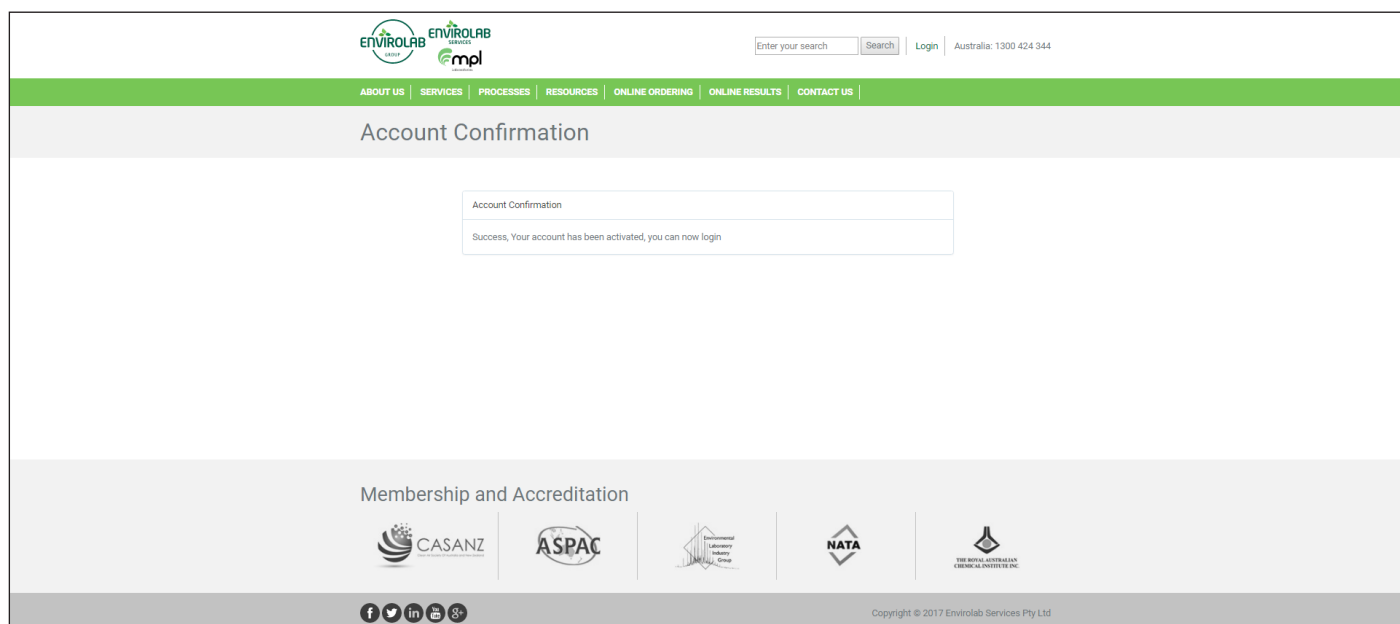 ENVIROLAB
GROUP
ENVIROLAB
SERVICES
mpl
Laboratories
Enter your search
Search
Login
Australia: 1300 424 344
ABOUT US
SERVICES
PROCESSES
RESOURCES
ONLINE ORDERING
ONLINE RESULTS
CONTACT US
Account Confirmation
Account Confirmation
Success, Your account has been activated, you can now login
Membership and Accreditation
CASANZ
ASPAC
Environmental
Laboratory
Industry
Group
NATA
THE ROYAL AUSTRALIAN
CHEMICAL INSTITUTE INC.
f
in
You
g+
Copyright © 2017 Envirolab Services Pty Ltd